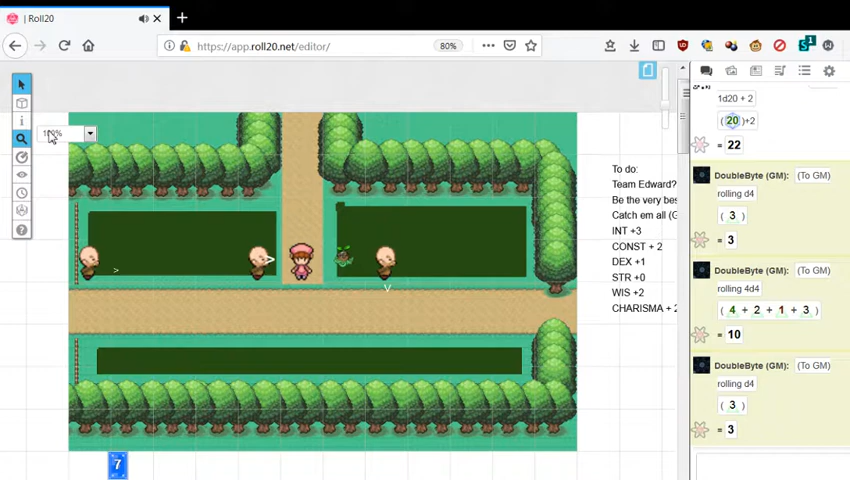 | Roll20
https://app.roll20.net/editor/
80%
S 1
100%
To do:
Team Edward?
Be the very bes
Catch em all (G
INT +3
CONST + 2
DEX +1
STR +0
WIS +2
CHARISMA + 2
>
>
V
7
1d20 + 2
(20)+2
= 22
DoubleByte (GM): (To GM)
rolling d4
(3)
= 3
DoubleByte (GM): (To GM)
rolling 4d4
(4 + 2 + 1 + 3)
= 10
DoubleByte (GM): (To GM)
rolling d4
(3)
= 3